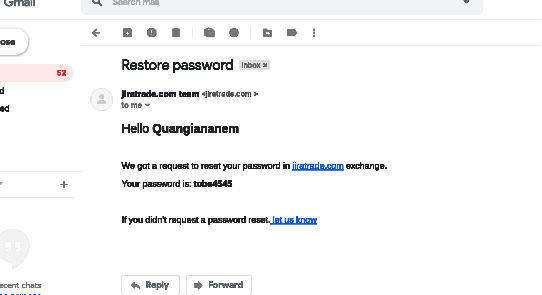 Gmail
Search mail
ose
52
d
ed
Restore password
Inbox ×
jiratrade.com team <jiratrade.com >
to me
Hello Quangiananem
We got a request to reset your password in jiratrade.com exchange.
Your password is: tobe4545
If you didn't request a password reset. let us know
Reply Forward
ecent chats